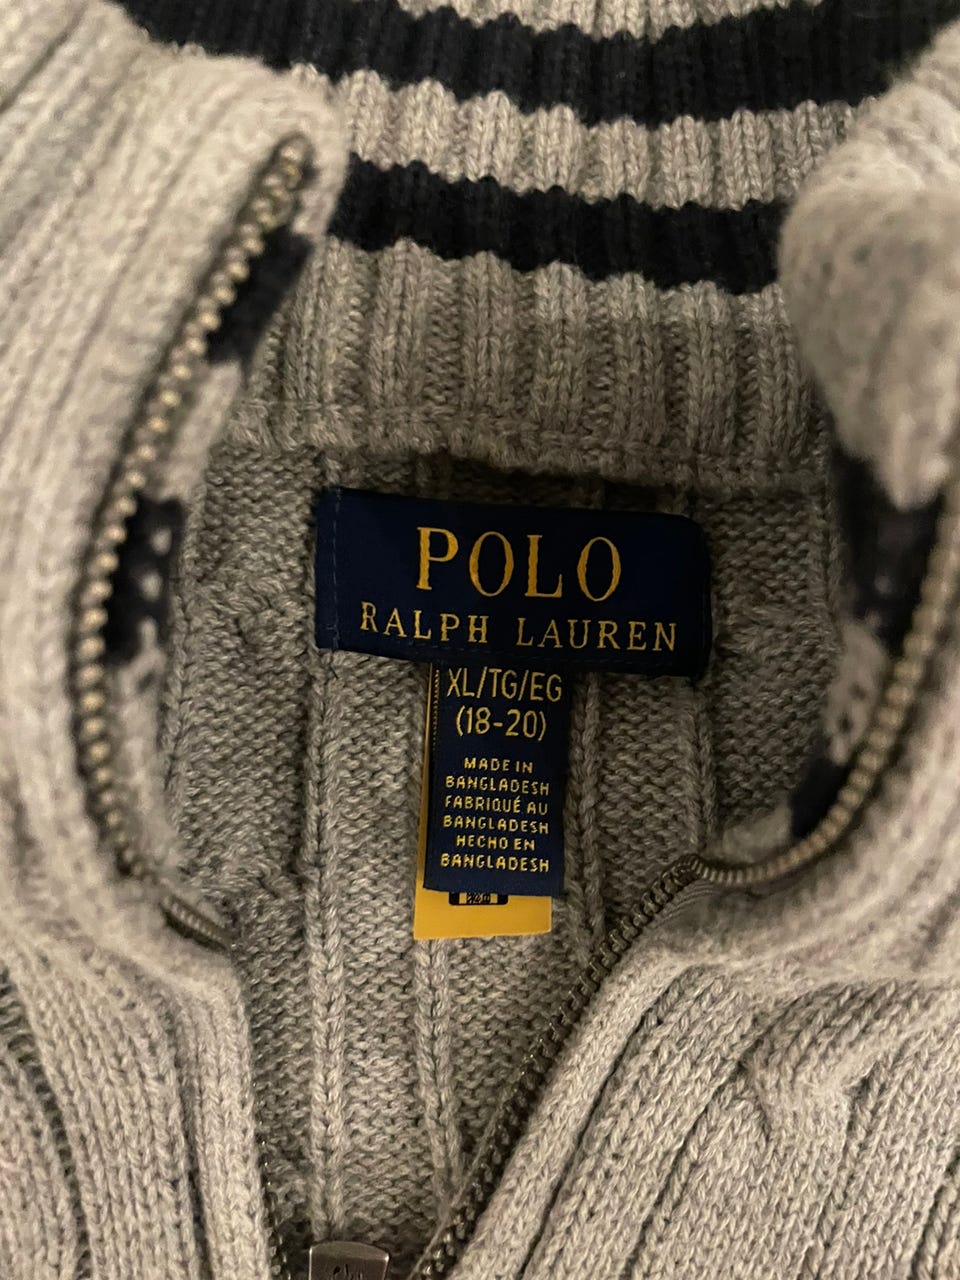 POLO
RALPH LAUREN
XL/TG/EG
(18-20)
MADE IN
BANGLADESH
FABRIQUÉ AU
BANGLADESH
HECHO EN
BANGLADESH